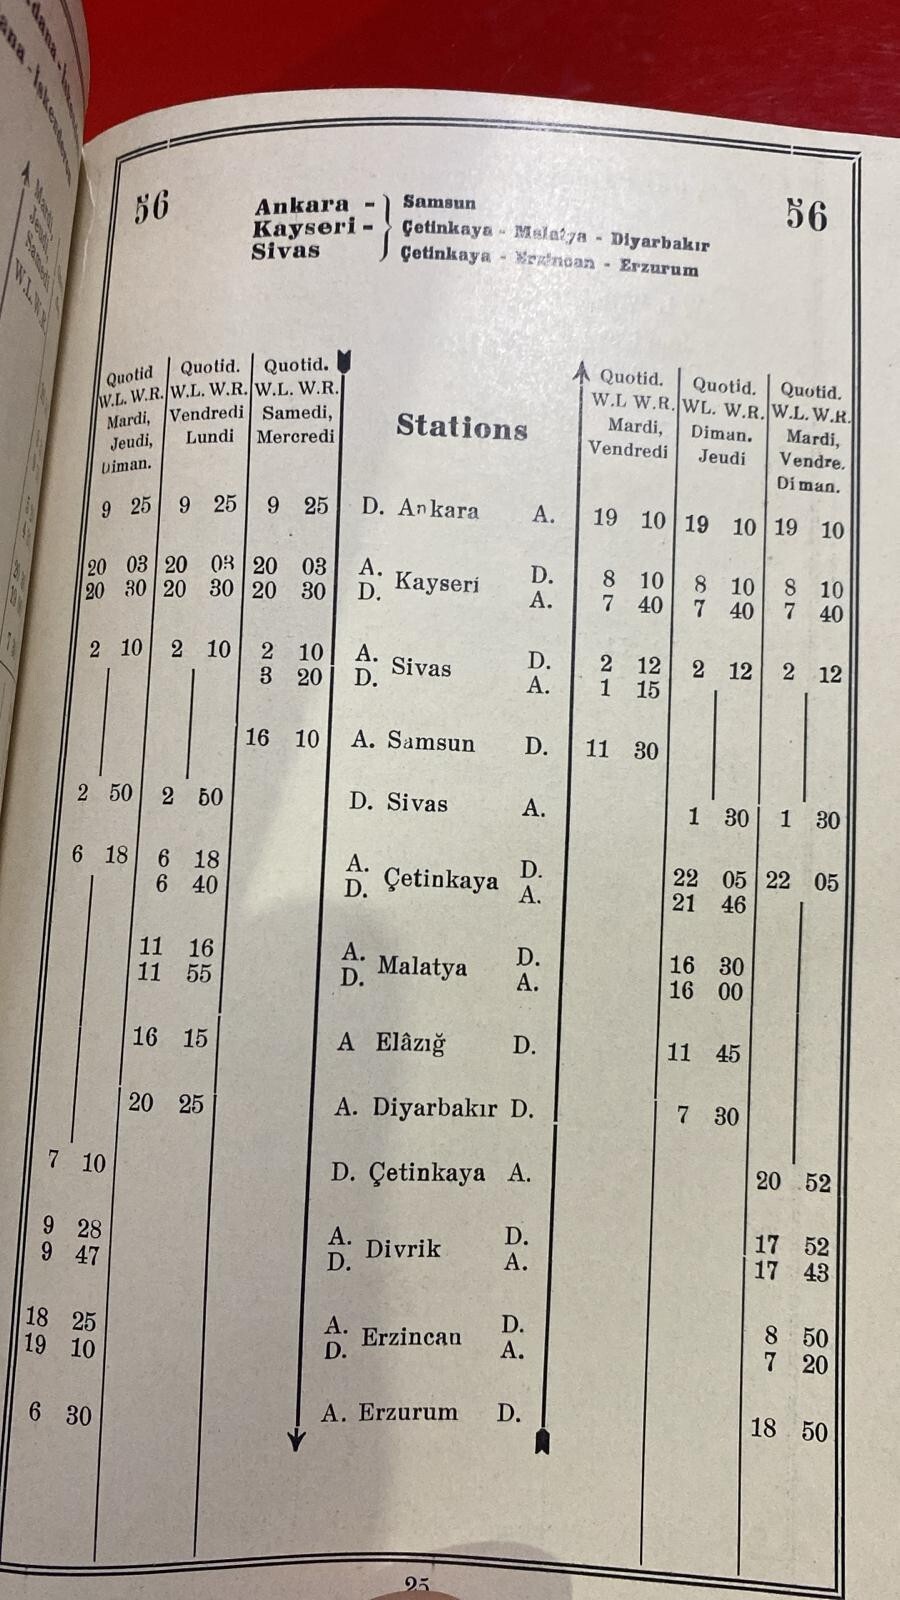 56
Ankara - Samsun
Kayseri - Çetinkaya - Malatya - Diyarbakır
Sivas Çetinkaya - Erzincan - Erzurum
56
Quotid Quotid. Quotid. Stations Quotid. Quotid. Quotid.
W.L. W.R. W.L. W.R. W.L. W.R. W.L W.R. WL. W.R. W.L. W.R.
Mardi, Vendredi Samedi, Mardi, Diman. Mardi,
Jeudi, Lundi Mercredi Vendredi Jeudi Vendre.
Diman. Diman.
9 25 9 25 9 25 D. Ankara A. 19 10 19 10 19 10
20 03 20 03 20 03 A. Kayseri D. 8 10 8 10 8 10
20 30 20 30 20 30 D. A. 7 40 7 40 7 40
2 10 2 10 2 10 A. Sivas D. 2 12 2 12 2 12
3 20 D. A. 1 15
16 10 A. Samsun D. 11 30
2 50 2 50 D. Sivas A. 1 30 1 30
6 18 6 18 A. Çetinkaya D. 22 05 22 05
6 40 D. A. 21 46
11 16 A. Malatya D. 16 30
11 55 D. A. 16 00
16 15 A Elâzığ D. 11 45
20 25 A. Diyarbakır D. 7 30
7 10 D. Çetinkaya A. 20 52
9 28 A. Divrik D. 17 52
9 47 D. A. 17 43
18 25 A. Erzincan D. 8 50
19 10 D. A. 7 20
6 30 A. Erzurum D. 18 50
25